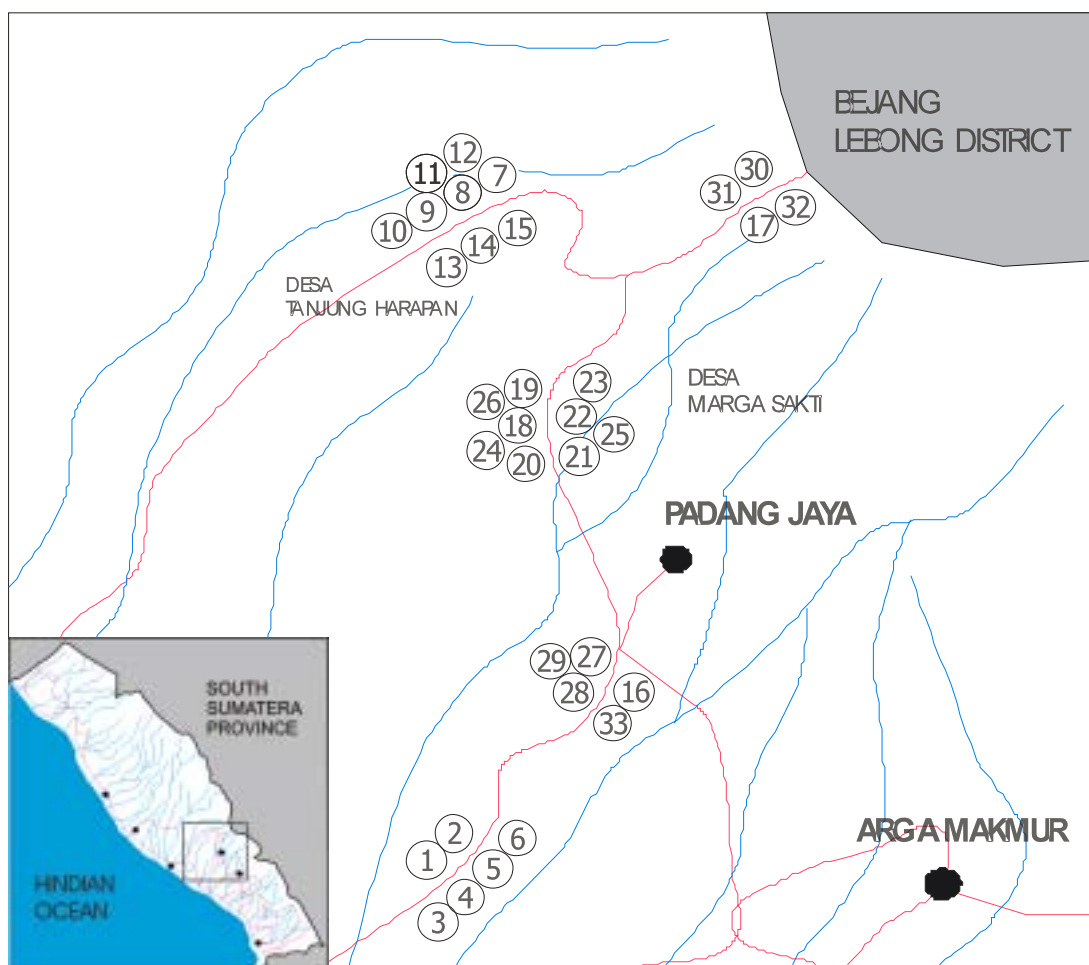 BEJANG
LEBONG DISTRICT
12
11
7
8
9
10
15
14
13
30
31
32
17
DESA
TANJUNG HARAPAN
19
26
18
24
20
23
22
25
21
DESA
MARGA SAKTI
PADANG JAYA
29
27
28
16
33
SOUTH
SUMATERA
PROVINCE
2
1
6
5
4
3
ARGA MAKMUR
HINDIAN
OCEAN